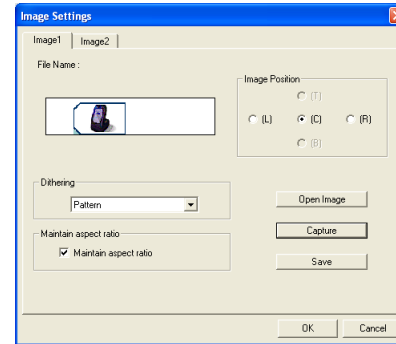 Image Settings
Image1 Image2
File Name :
Image Position
(T)
(L) (C) (R)
(B)
Dithering
Pattern
Open Image
Maintain aspect ratio
Capture
Maintain aspect ratio
Save
OK Cancel